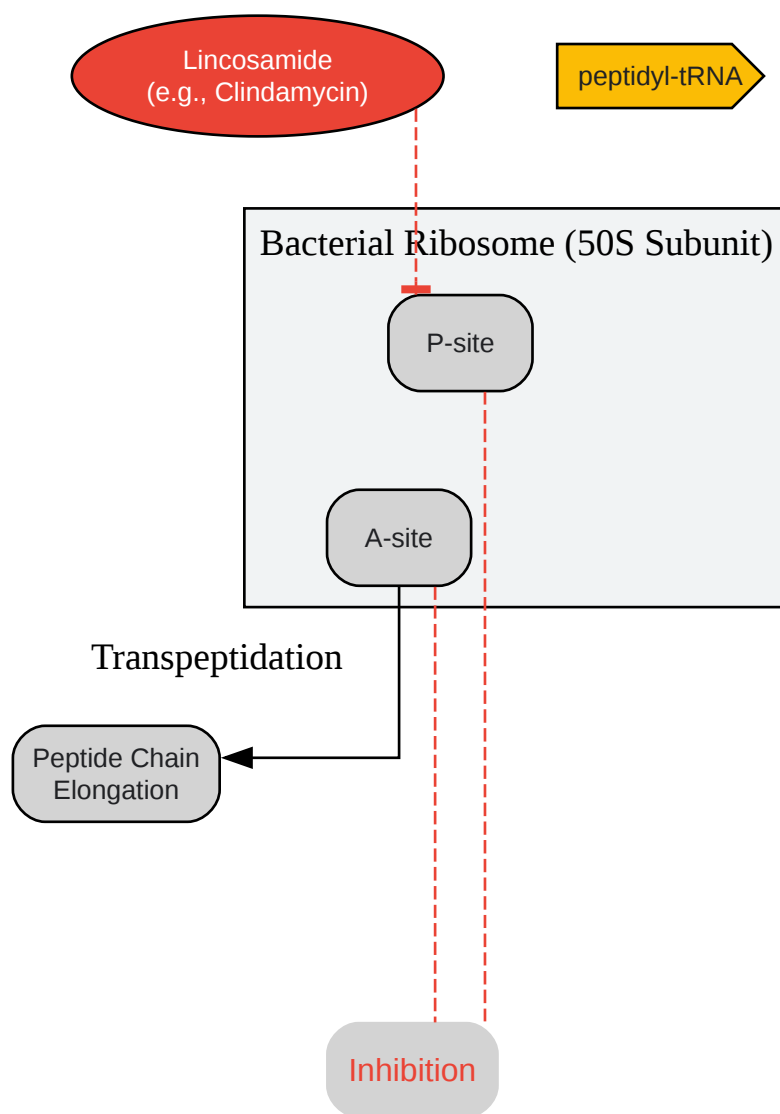 Lincosamide
(e.g., Clindamycin)
peptidyl-tRNA
Bacterial Ribosome (50S Subunit)
P-site
A-site
Transpeptidation
Peptide Chain
Elongation
Inhibition